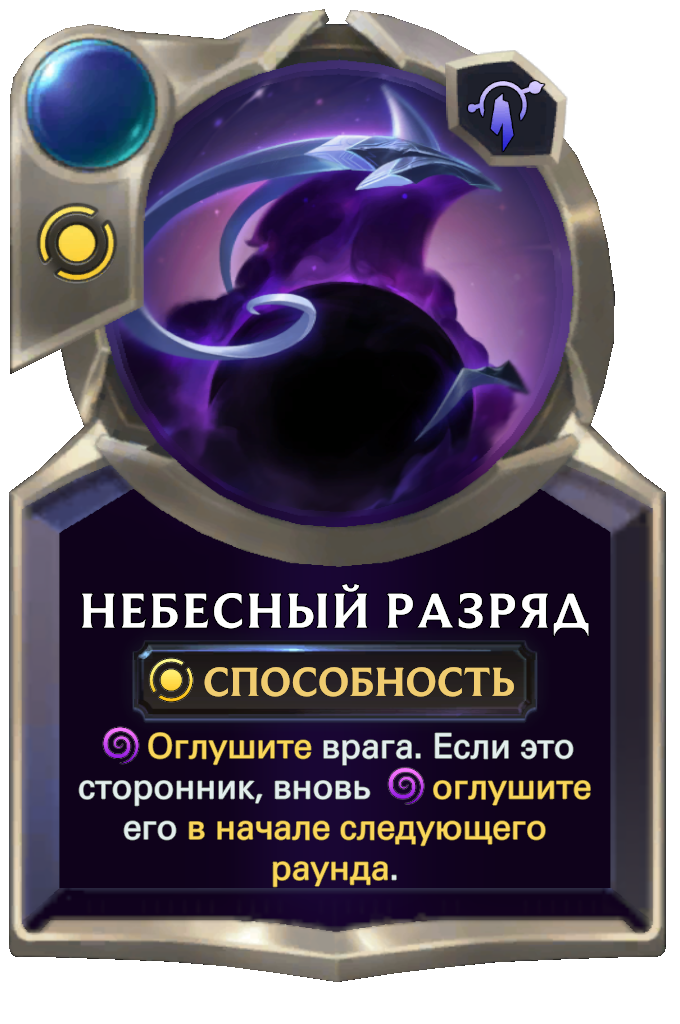 НЕБЕСНЫЙ РАЗРЯД
СПОСОБНОСТЬ
Оглушите врага. Если это
сторонник, вновь оглушите
его в начале следующего
раунда.